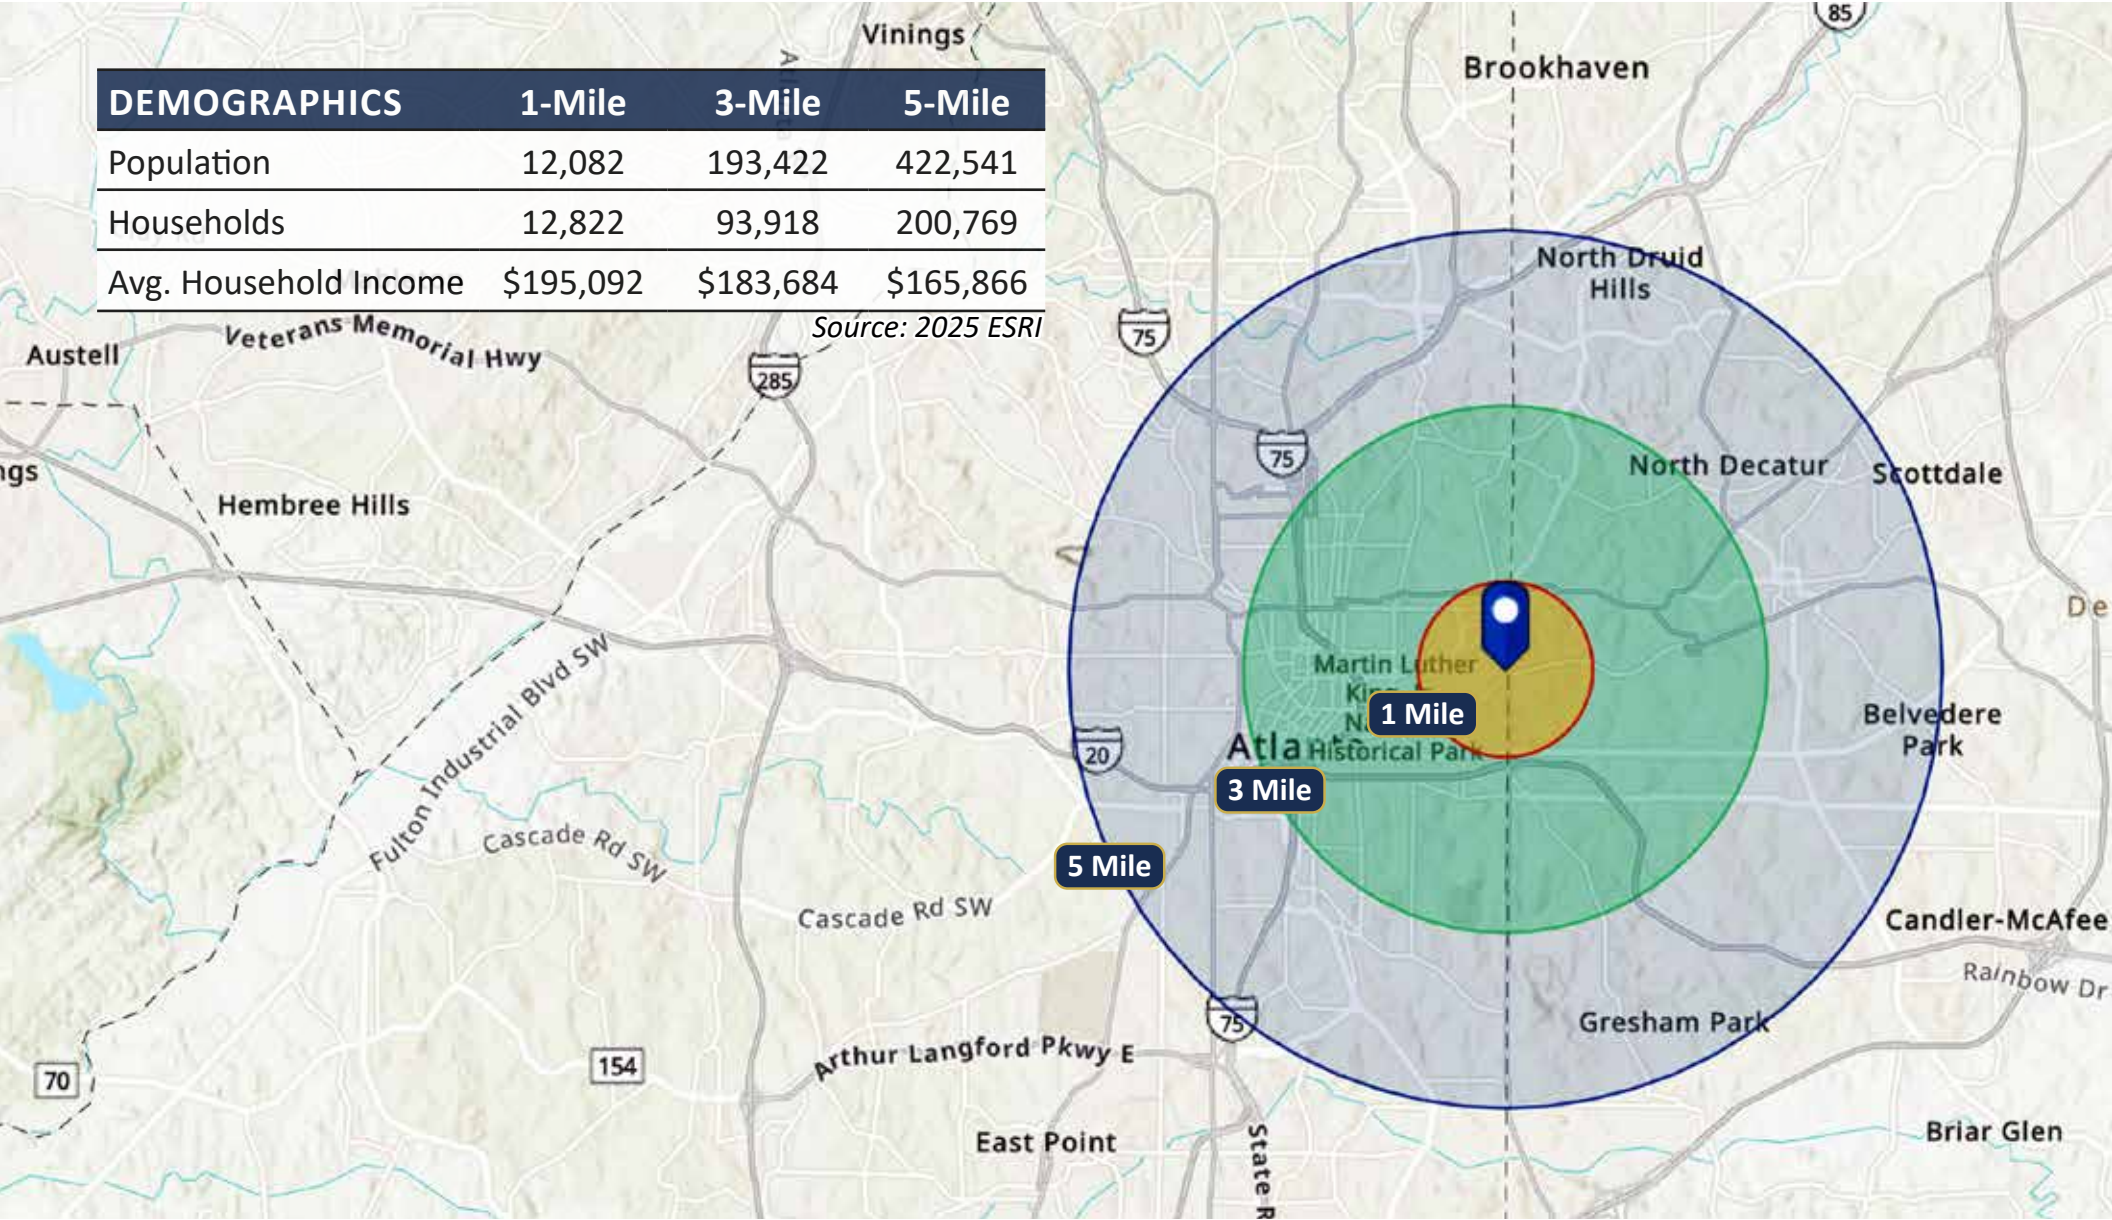 85
Vinings
Brookhaven
DEMOGRAPHICS 1-Mile 3-Mile 5-Mile
Population 12,082 193,422 422,541
Households 12,822 93,918 200,769
Avg. Household Income $195,092 $183,684 $165,866
Source: 2025 ESRI
North Druid
Hills
75
Veterans Memorial Hwy
Austell
285
75
North Decatur
Scottdale
ngs
Hembree Hills
De
Fulton Industrial Blvd SW
Martin Luther
1 Mile
Historical Park
Belvedere
Park
20
3 Mile
5 Mile
Cascade Rd SW
Cascade Rd SW
Candler-McAfee
Rainbow Dr
75
Gresham Park
Arthur Langford Pkwy E
154
70
East Point
State R
Briar Glen